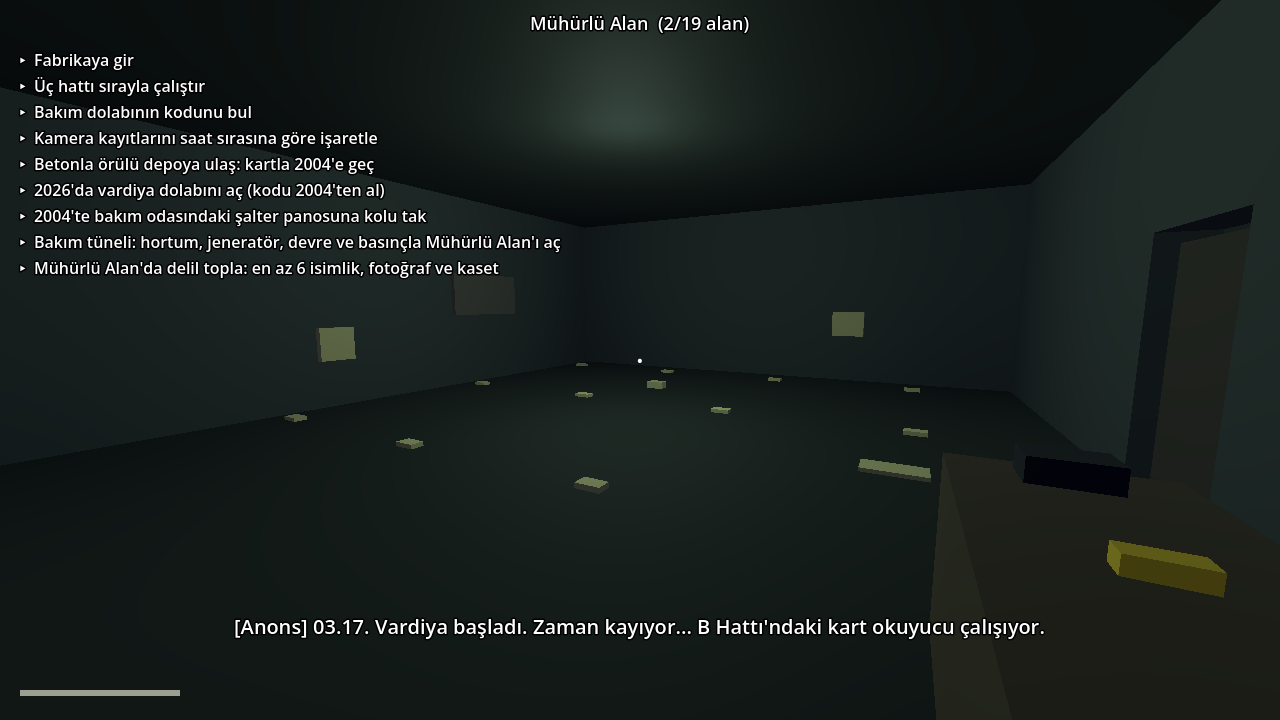 Mühürlü Alan (2/19 alan)
‣ Fabrikaya gir
‣ Üç hattı sırayla çalıştır
‣ Bakım dolabının kodunu bul
‣ Kamera kayıtlarını saat sırasına göre işaretle
‣ Betonla örülü depoya ulaş: kartla 2004'e geç
‣ 2026'da vardiya dolabını aç (kodu 2004'ten al)
‣ 2004'te bakım odasındaki şalter panosuna kolu tak
‣ Bakım tüneli: hortum, jeneratör, devre ve basınçla Mühürlü Alan'ı aç
‣ Mühürlü Alan'da delil topla: en az 6 isimlik, fotoğraf ve kaset
[Anons] 03.17. Vardiya başladı. Zaman kayıyor... B Hattı'ndaki kart okuyucu çalışıyor.